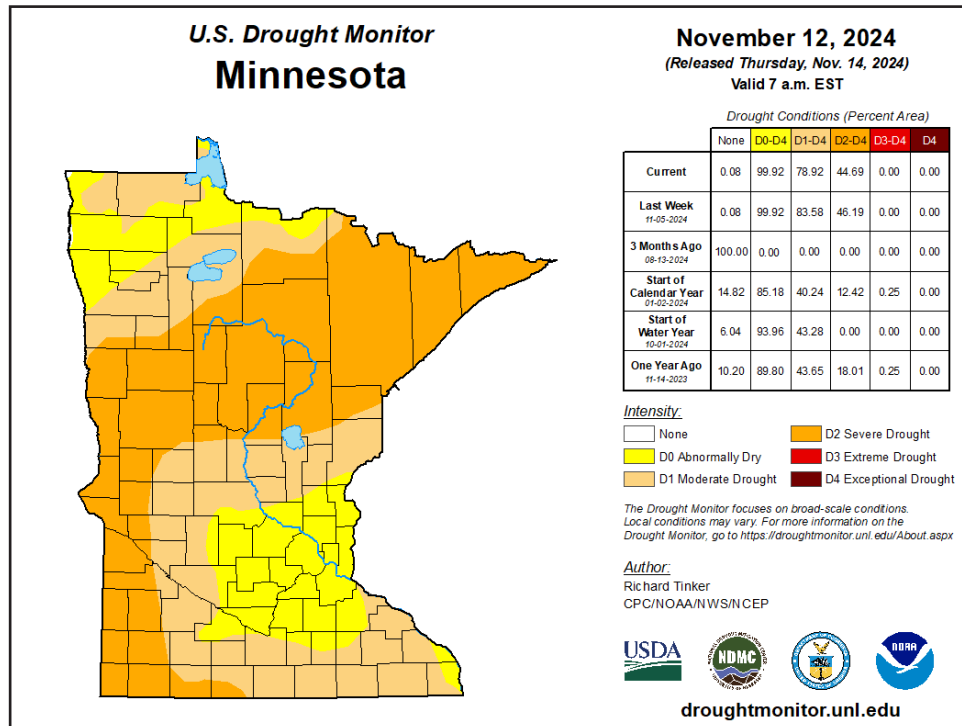 U.S. Drought Monitor
Minnesota
November 12, 2024
(Released Thursday, Nov. 14, 2024)
Valid 7 a.m. EST
Drought Conditions (Percent Area)
None D0-D4 D1-D4 D2-D4 D3-D4 D4
Current 0.08 99.92 78.92 44.69 0.00 0.00
Last Week
11-05-2024 0.08 99.92 83.58 46.19 0.00 0.00
3 Months Ago
08-13-2024 100.00 0.00 0.00 0.00 0.00 0.00
Start of
Calendar Year
01-02-2024 14.82 85.18 40.24 12.42 0.25 0.00
Start of
Water Year
10-01-2024 6.04 93.96 43.28 0.00 0.00 0.00
One Year Ago
11-14-2023 10.20 89.80 43.65 18.01 0.25 0.00
Intensity:
None
D0 Abnormally Dry
D1 Moderate Drought
D2 Severe Drought
D3 Extreme Drought
D4 Exceptional Drought
The Drought Monitor focuses on broad-scale conditions.
Local conditions may vary. For more information on the
Drought Monitor, go to https://droughtmonitor.unl.edu/About.aspx
Author:
Richard Tinker
CPC/NOAA/NWS/NCEP
USDA
NDMC
NOAA
droughtmonitor.unl.edu